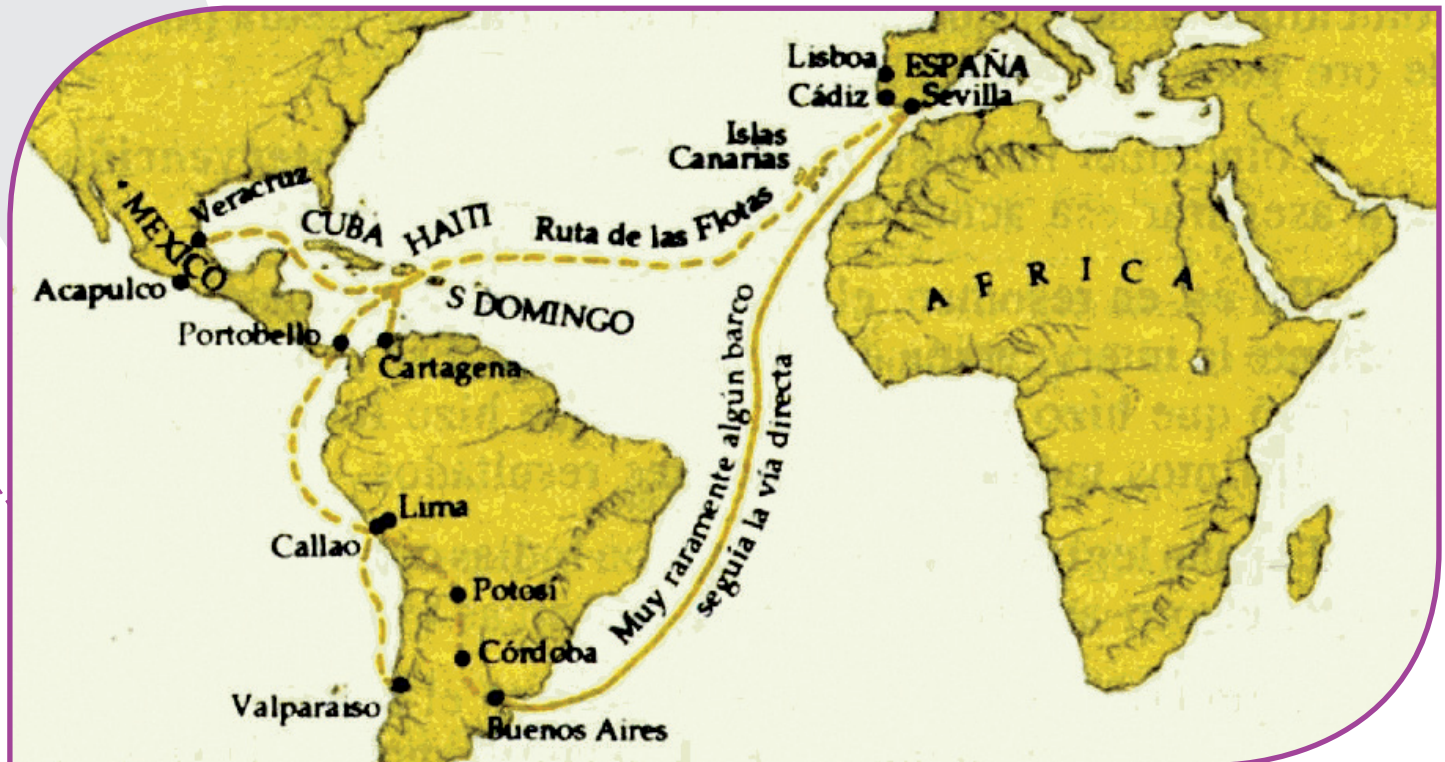 Lisboa
ESPAÑA
Cádiz
Sevilla
Islas
Canarias
Veracruz
MEXICO
CUBA
HAITI
Ruta de las Flotas
Acapulco
S DOMINGO
AFRICA
Portobello
Cartagena
Muy raramente algún barco
seguía la vía directa
Lima
Callao
Potosí
Córdoba
Valparaiso
Buenos Aires